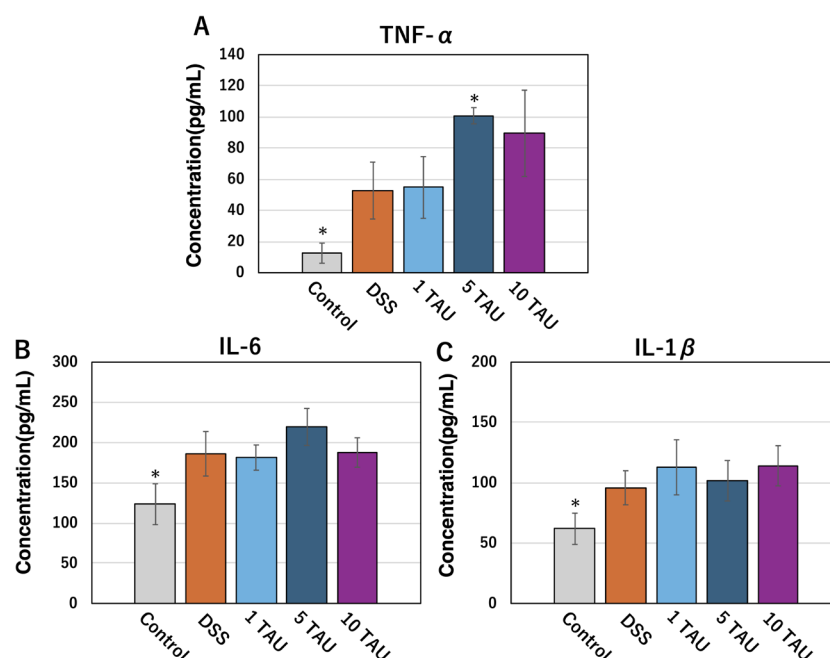 A
TNF-α
Concentration(pg/mL)
140
120
100
80
60
40
20
0
*
*
Control
DSS
1 TAU
5 TAU
10 TAU
B
IL-6
Concentration(pg/mL)
300
250
200
150
100
50
0
*
Control
DSS
1 TAU
5 TAU
10 TAU
C
IL-1β
Concentration(pg/mL)
200
150
100
50
0
*
Control
DSS
1 TAU
5 TAU
10 TAU